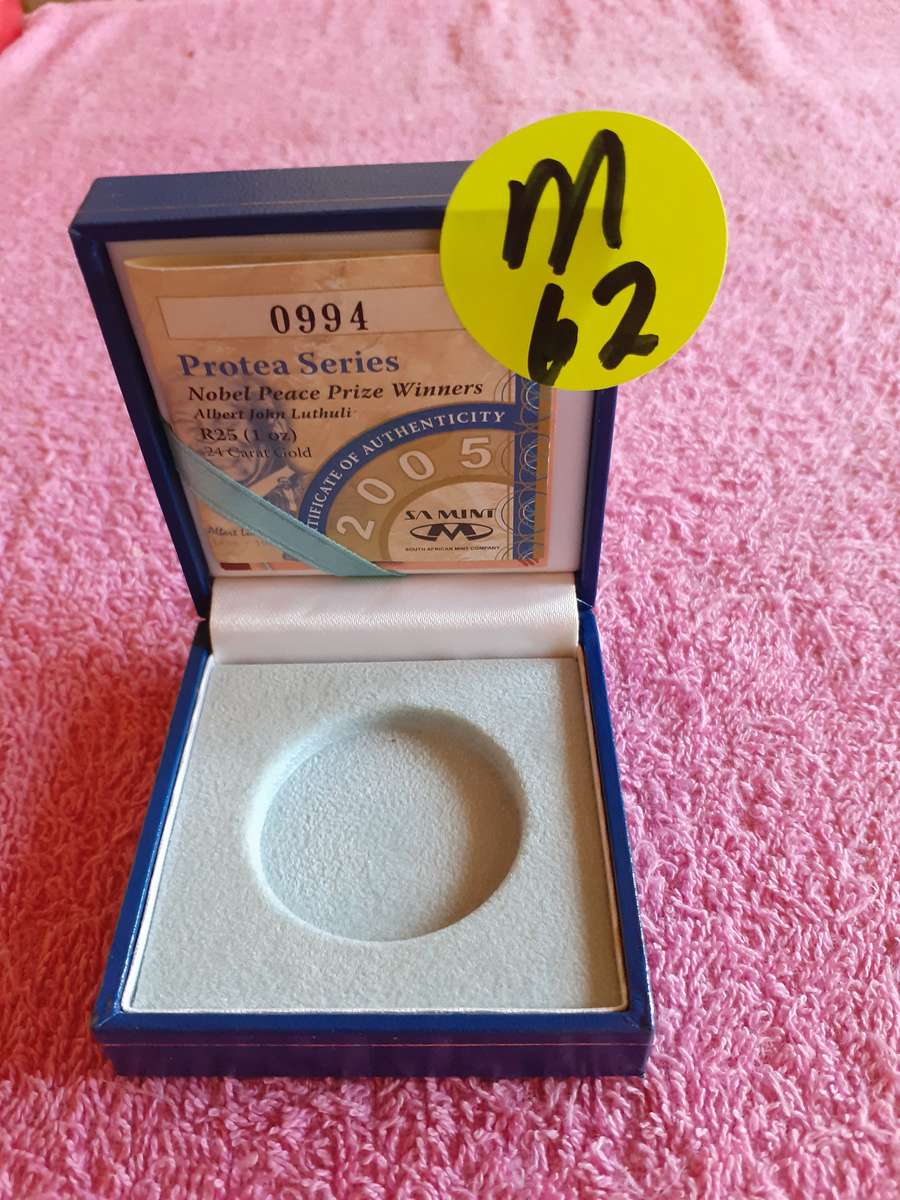 M
62
0994
Protea Series
Nobel Peace Prize Winners
Albert John Luthuli
R25 (1 oz)
24 Carat Gold
OF AUTHENTICITY
2005
SA MINT
SOUTH AFRICAN MINT COMPANY
Albert